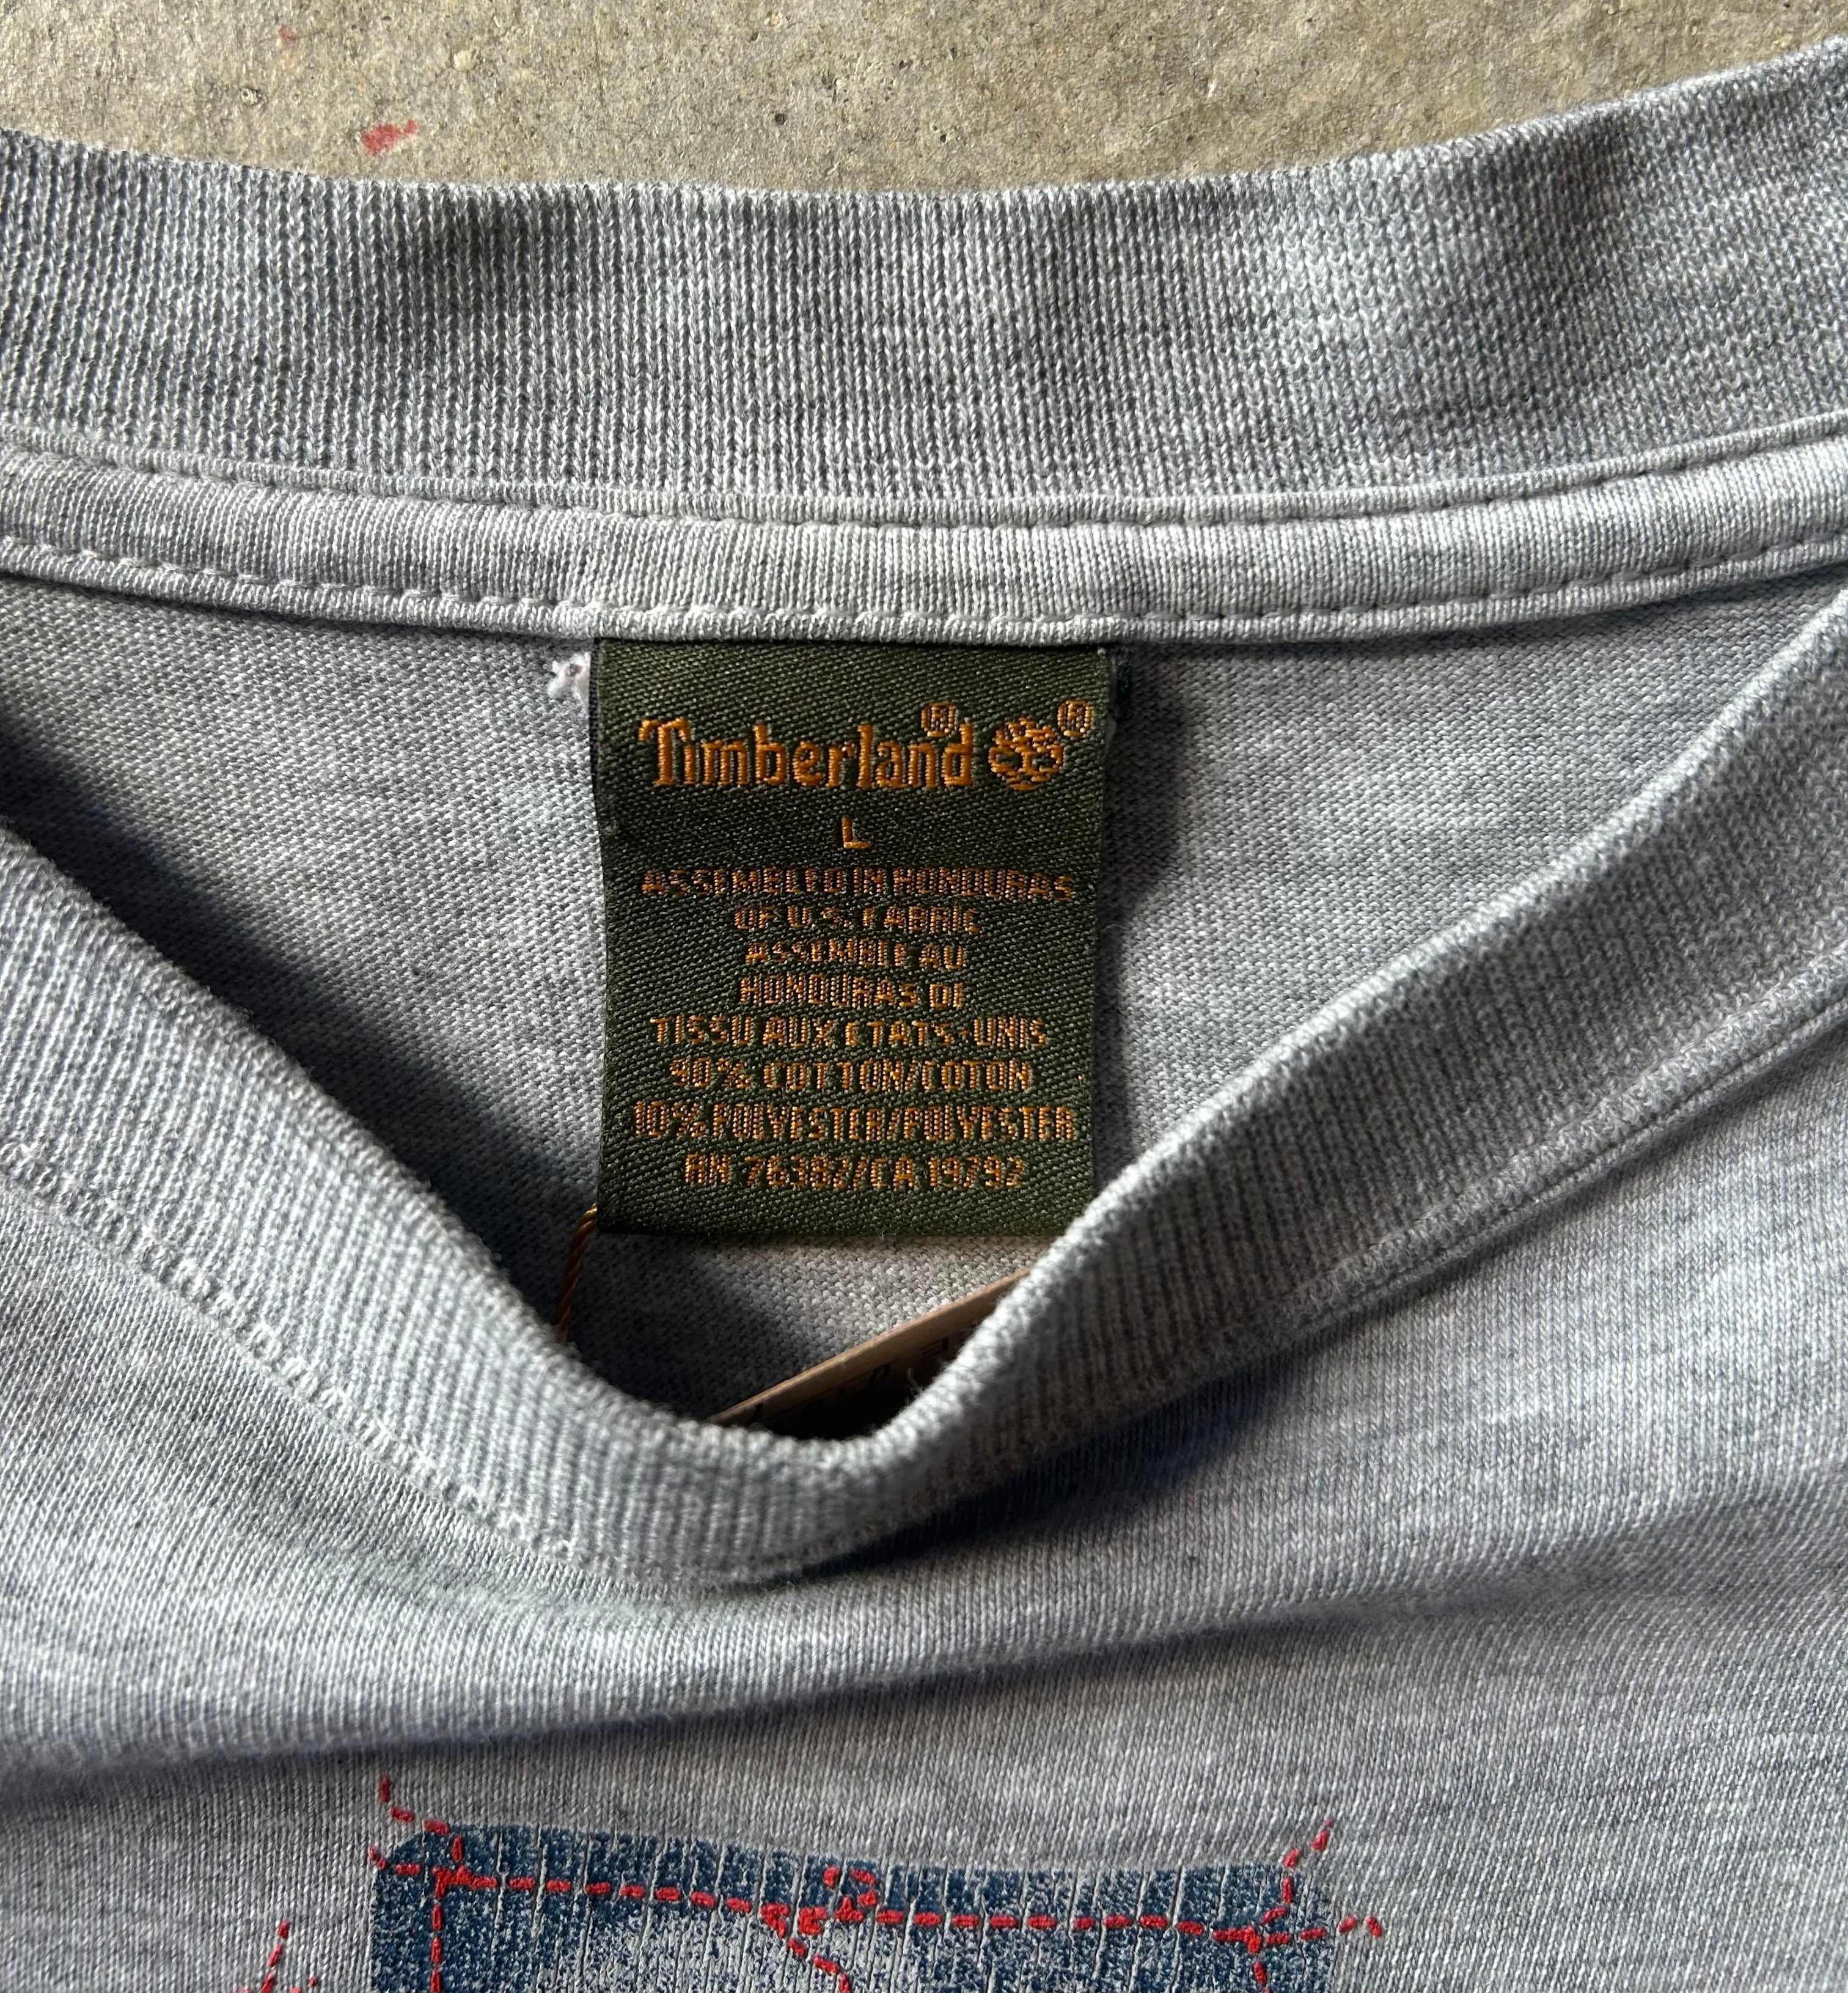 Timberland® ®
L
ASSEMBLED IN HONDURAS
OF U.S. FABRIC
ASSEMBLE AU
HONDURAS DE
TISSU AUX ETATS-UNIS
90% COTTON/COTON
10% POLYESTER/POLYESTER
RN 76382/CA 19792